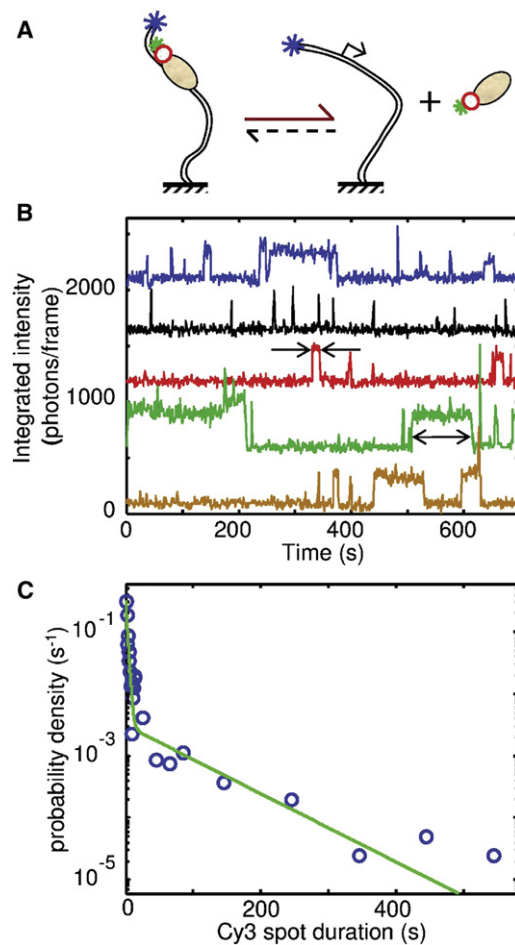 A
+
B
Integrated intensity
(photons/frame)
2000
1000
0
0
200
400
600
Time (s)
C
probability density (s⁻¹)
10⁻¹
10⁻³
10⁻⁵
0
200
400
Cy3 spot duration (s)